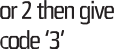 or 2 then give
code ‘3’